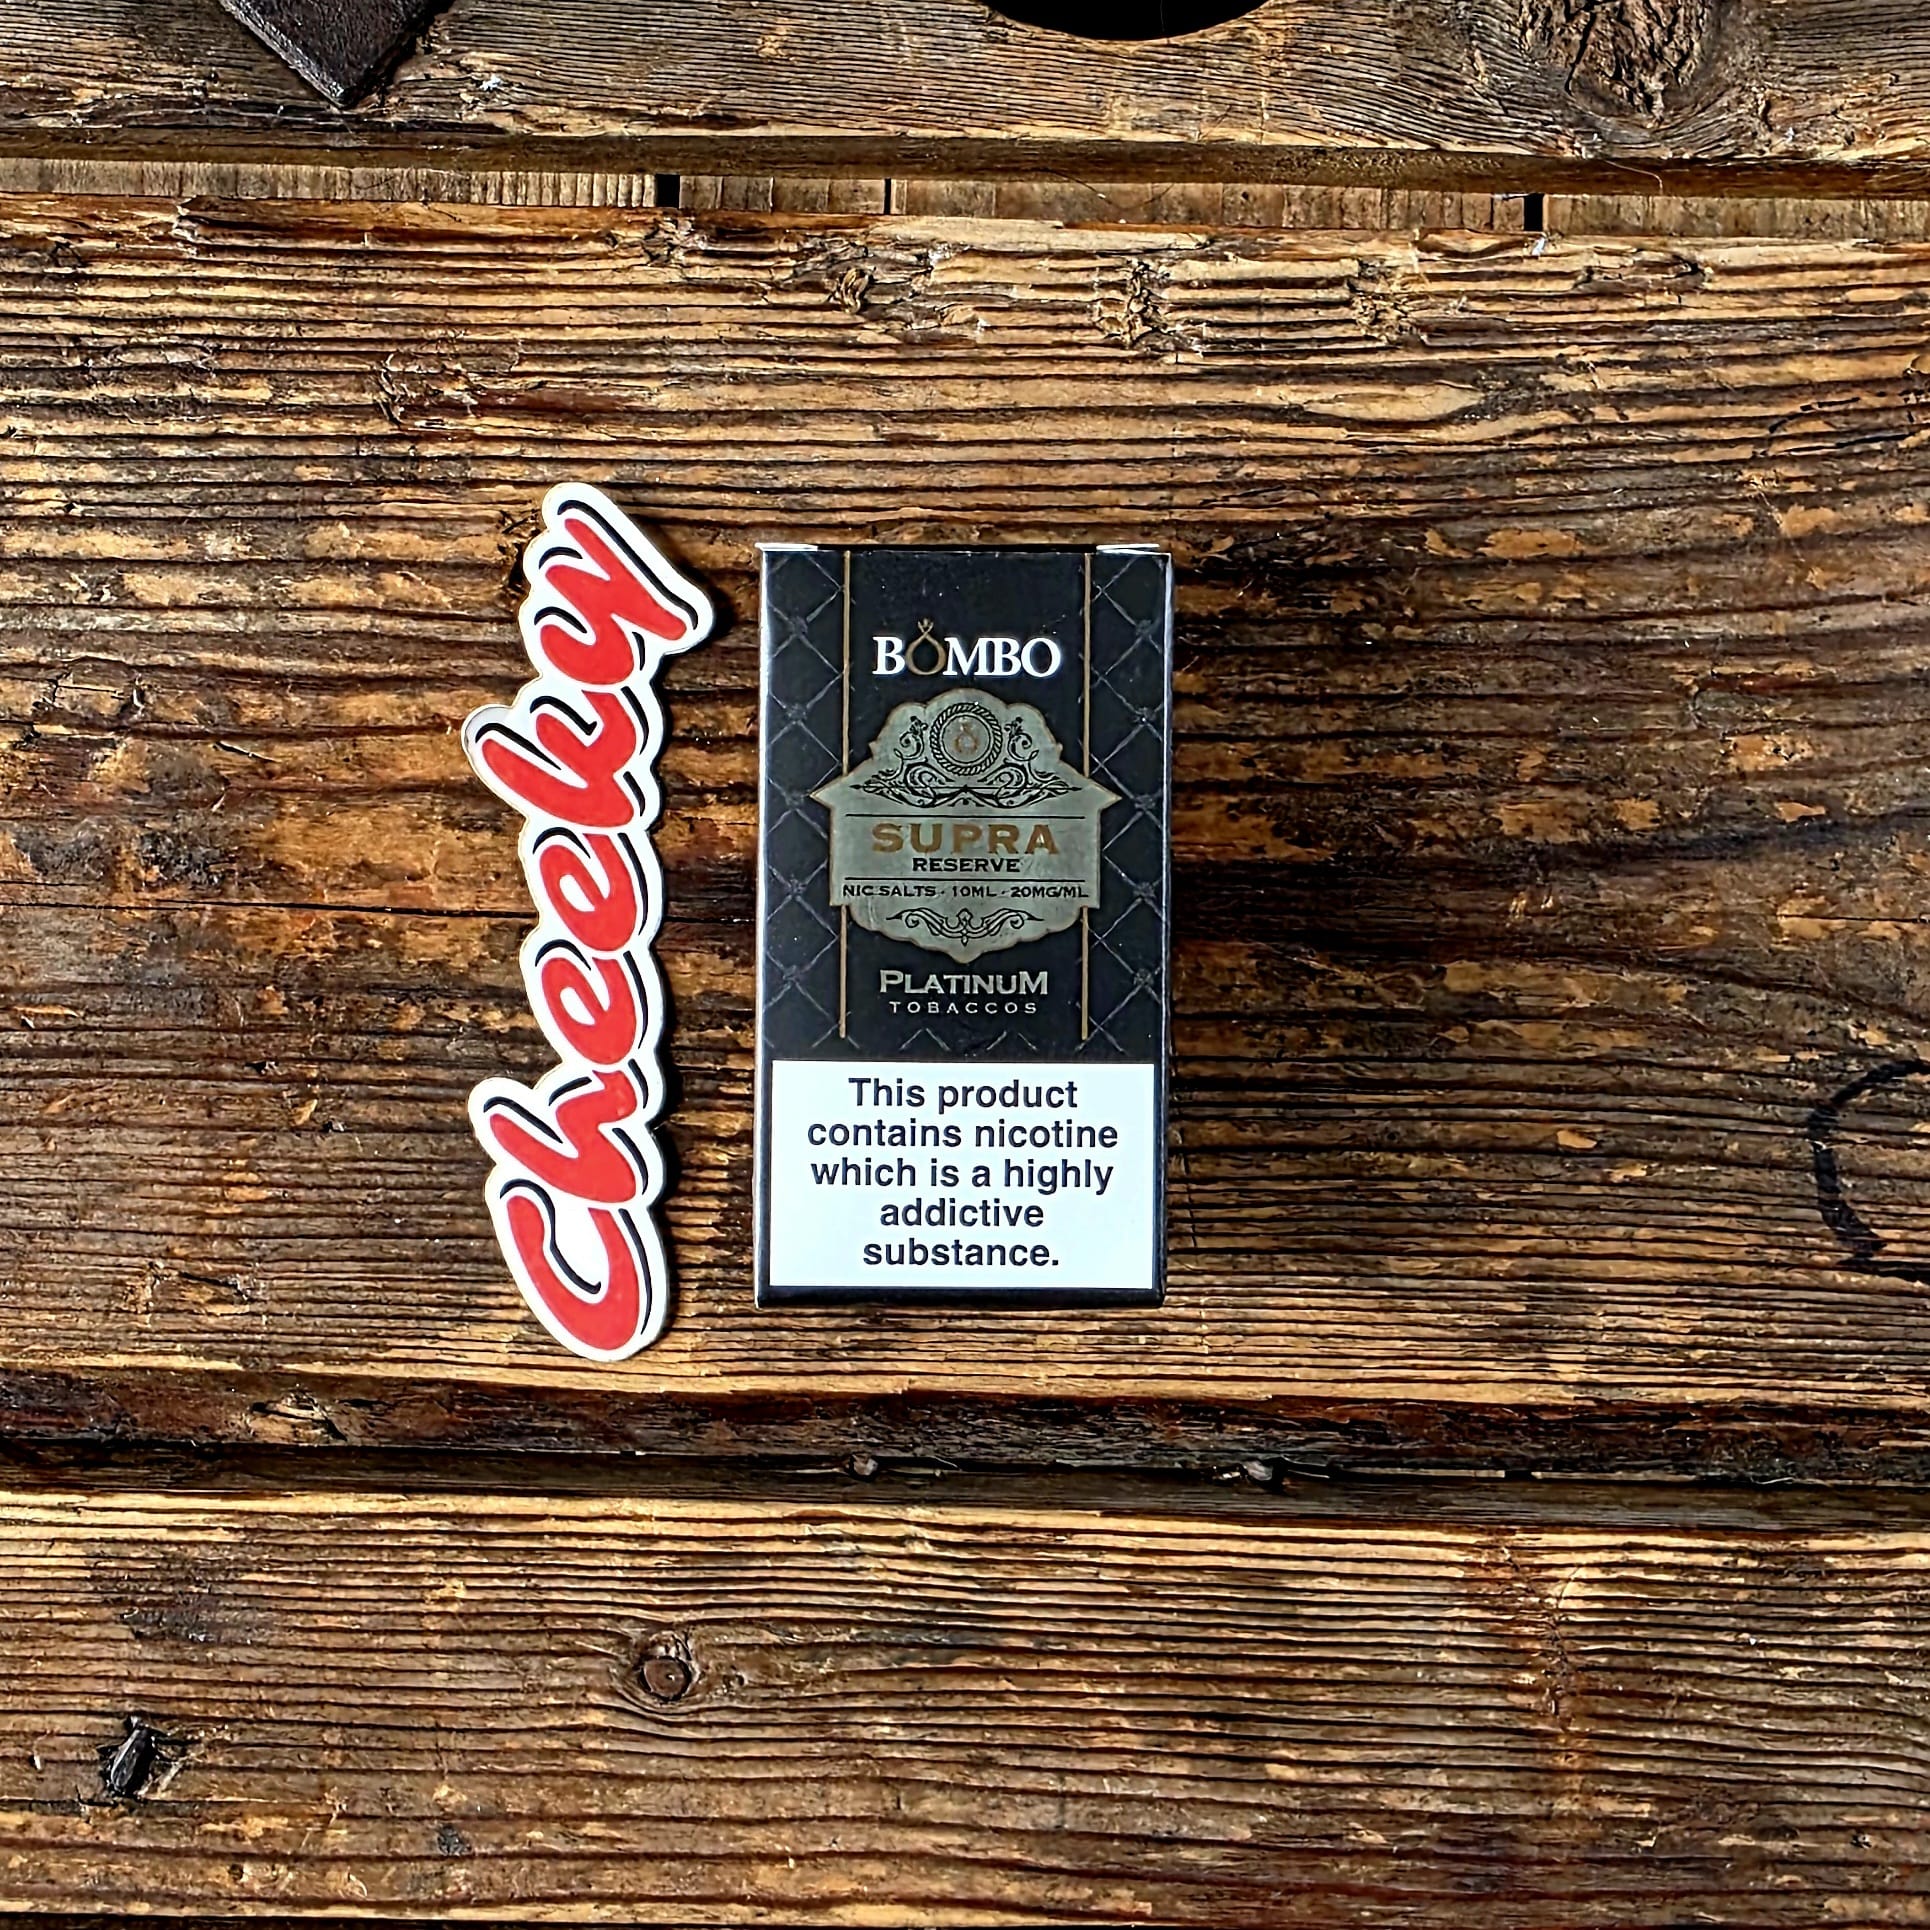 Cheeky
BOMBO
SUPRA
RESERVE
NIC SALTS · 10ML · 20MG/ML
PLATINUM
TOBACCOS
This product
contains nicotine
which is a highly
addictive
substance.